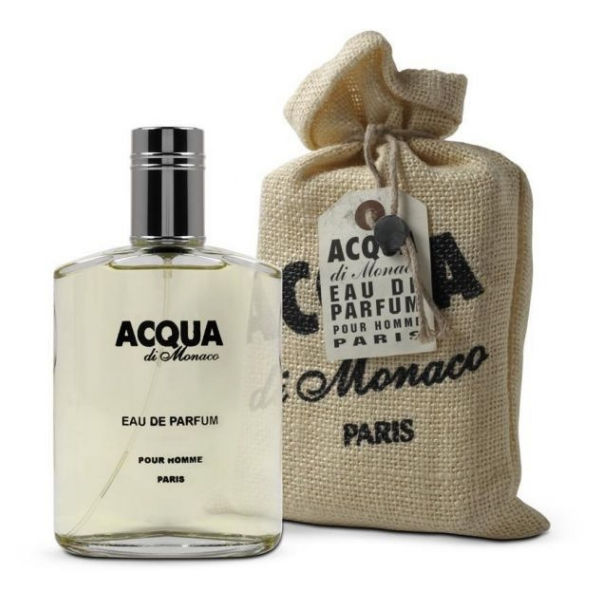 ACQUA
di Monaco
EAU DE PARFUM
POUR HOMME
PARIS
ACQUA
di Monaco
EAU DI
PARFUM
POUR HOMME
PARIS
ACQUA
di Monaco
PARIS